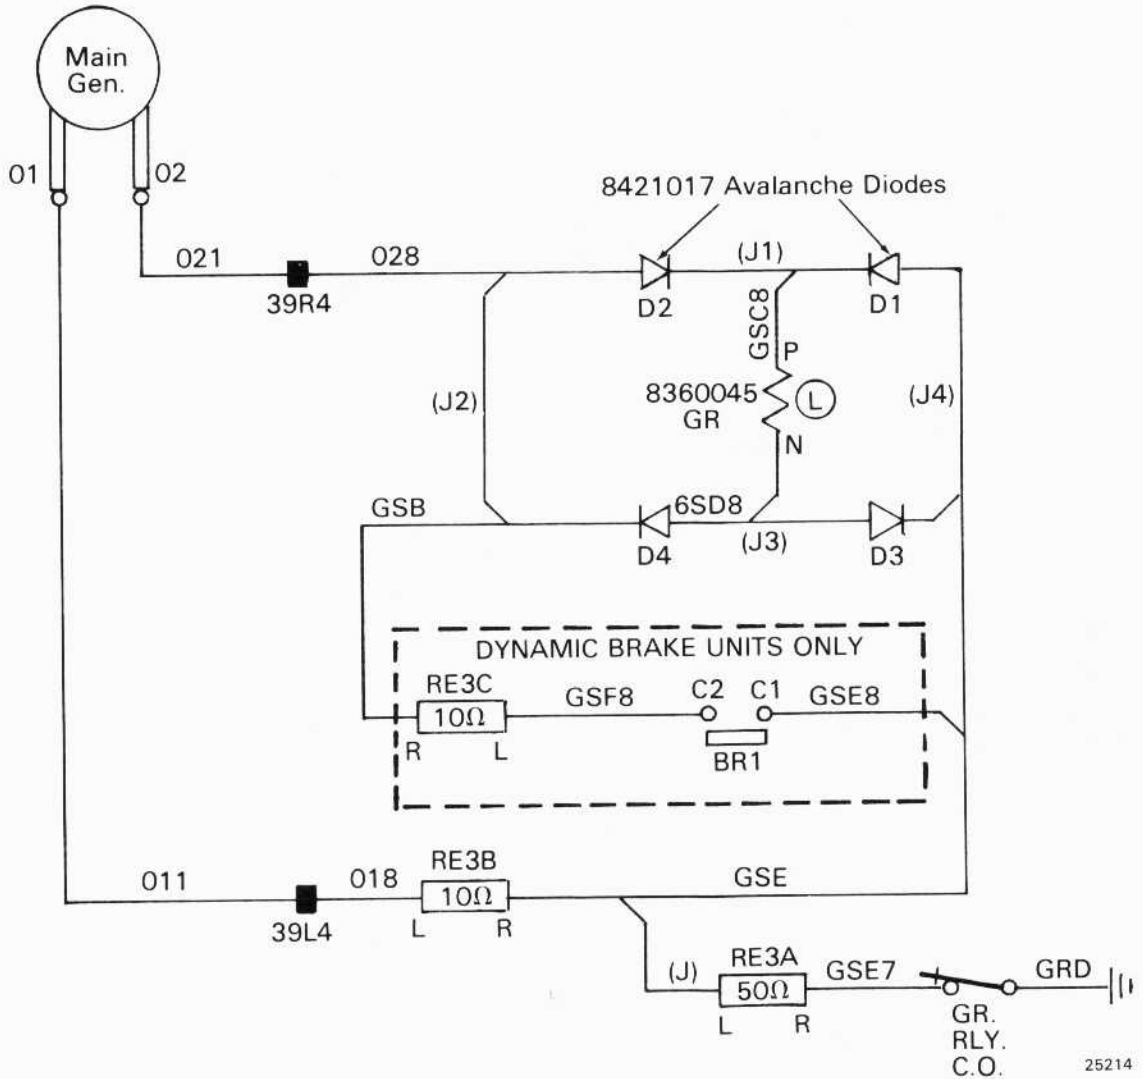 Main
Gen.
01
02
8421017 Avalanche Diodes
021
028
39R4
D2
(J1)
D1
GSC8
P
8360045
GR
L
N
(J2)
(J4)
GSB
6SD8
D4
(J3)
D3
DYNAMIC BRAKE UNITS ONLY
RE3C
10Ω
R
L
GSF8
C2
C1
GSE8
BR1
011
018
39L4
RE3B
10Ω
L
R
GSE
(J)
RE3A
50Ω
L
R
GSE7
GRD
GR.
RLY.
C.O.
25214